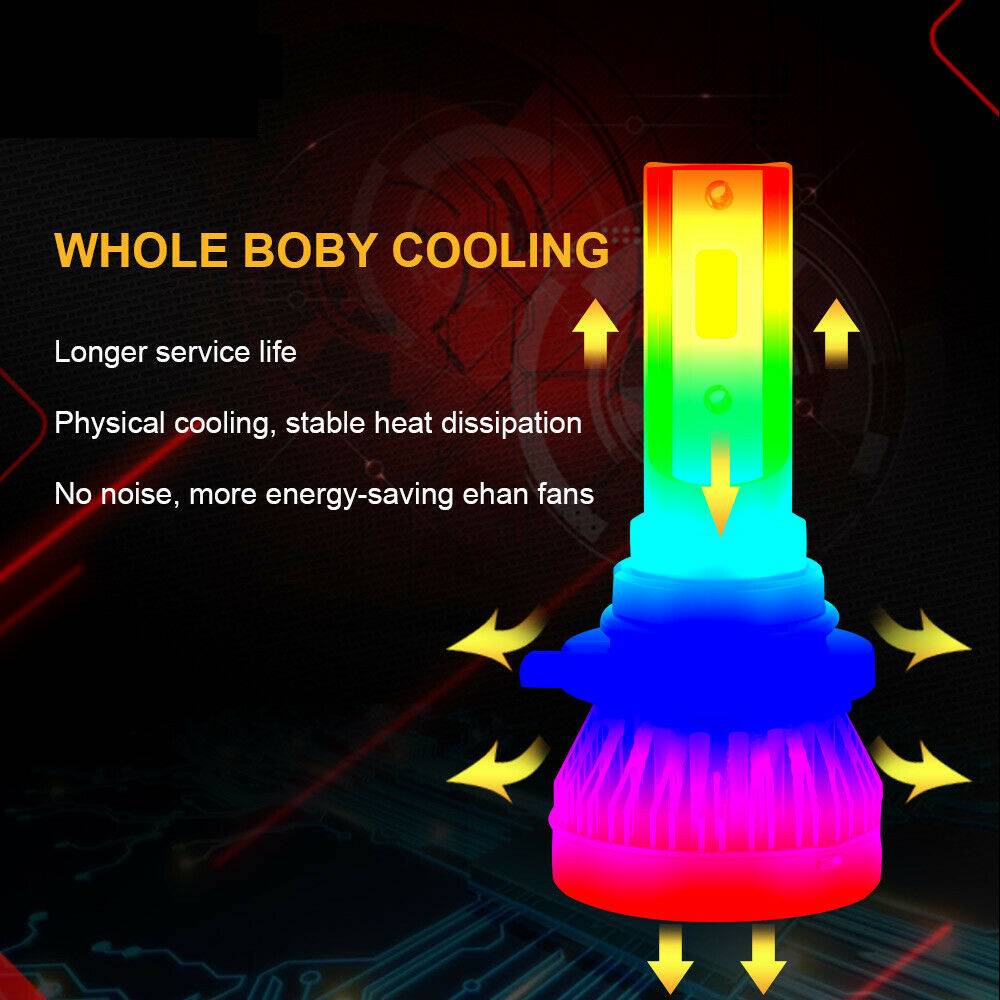 WHOLE BOBY COOLING
Longer service life
Physical cooling, stable heat dissipation
No noise, more energy-saving ehan fans